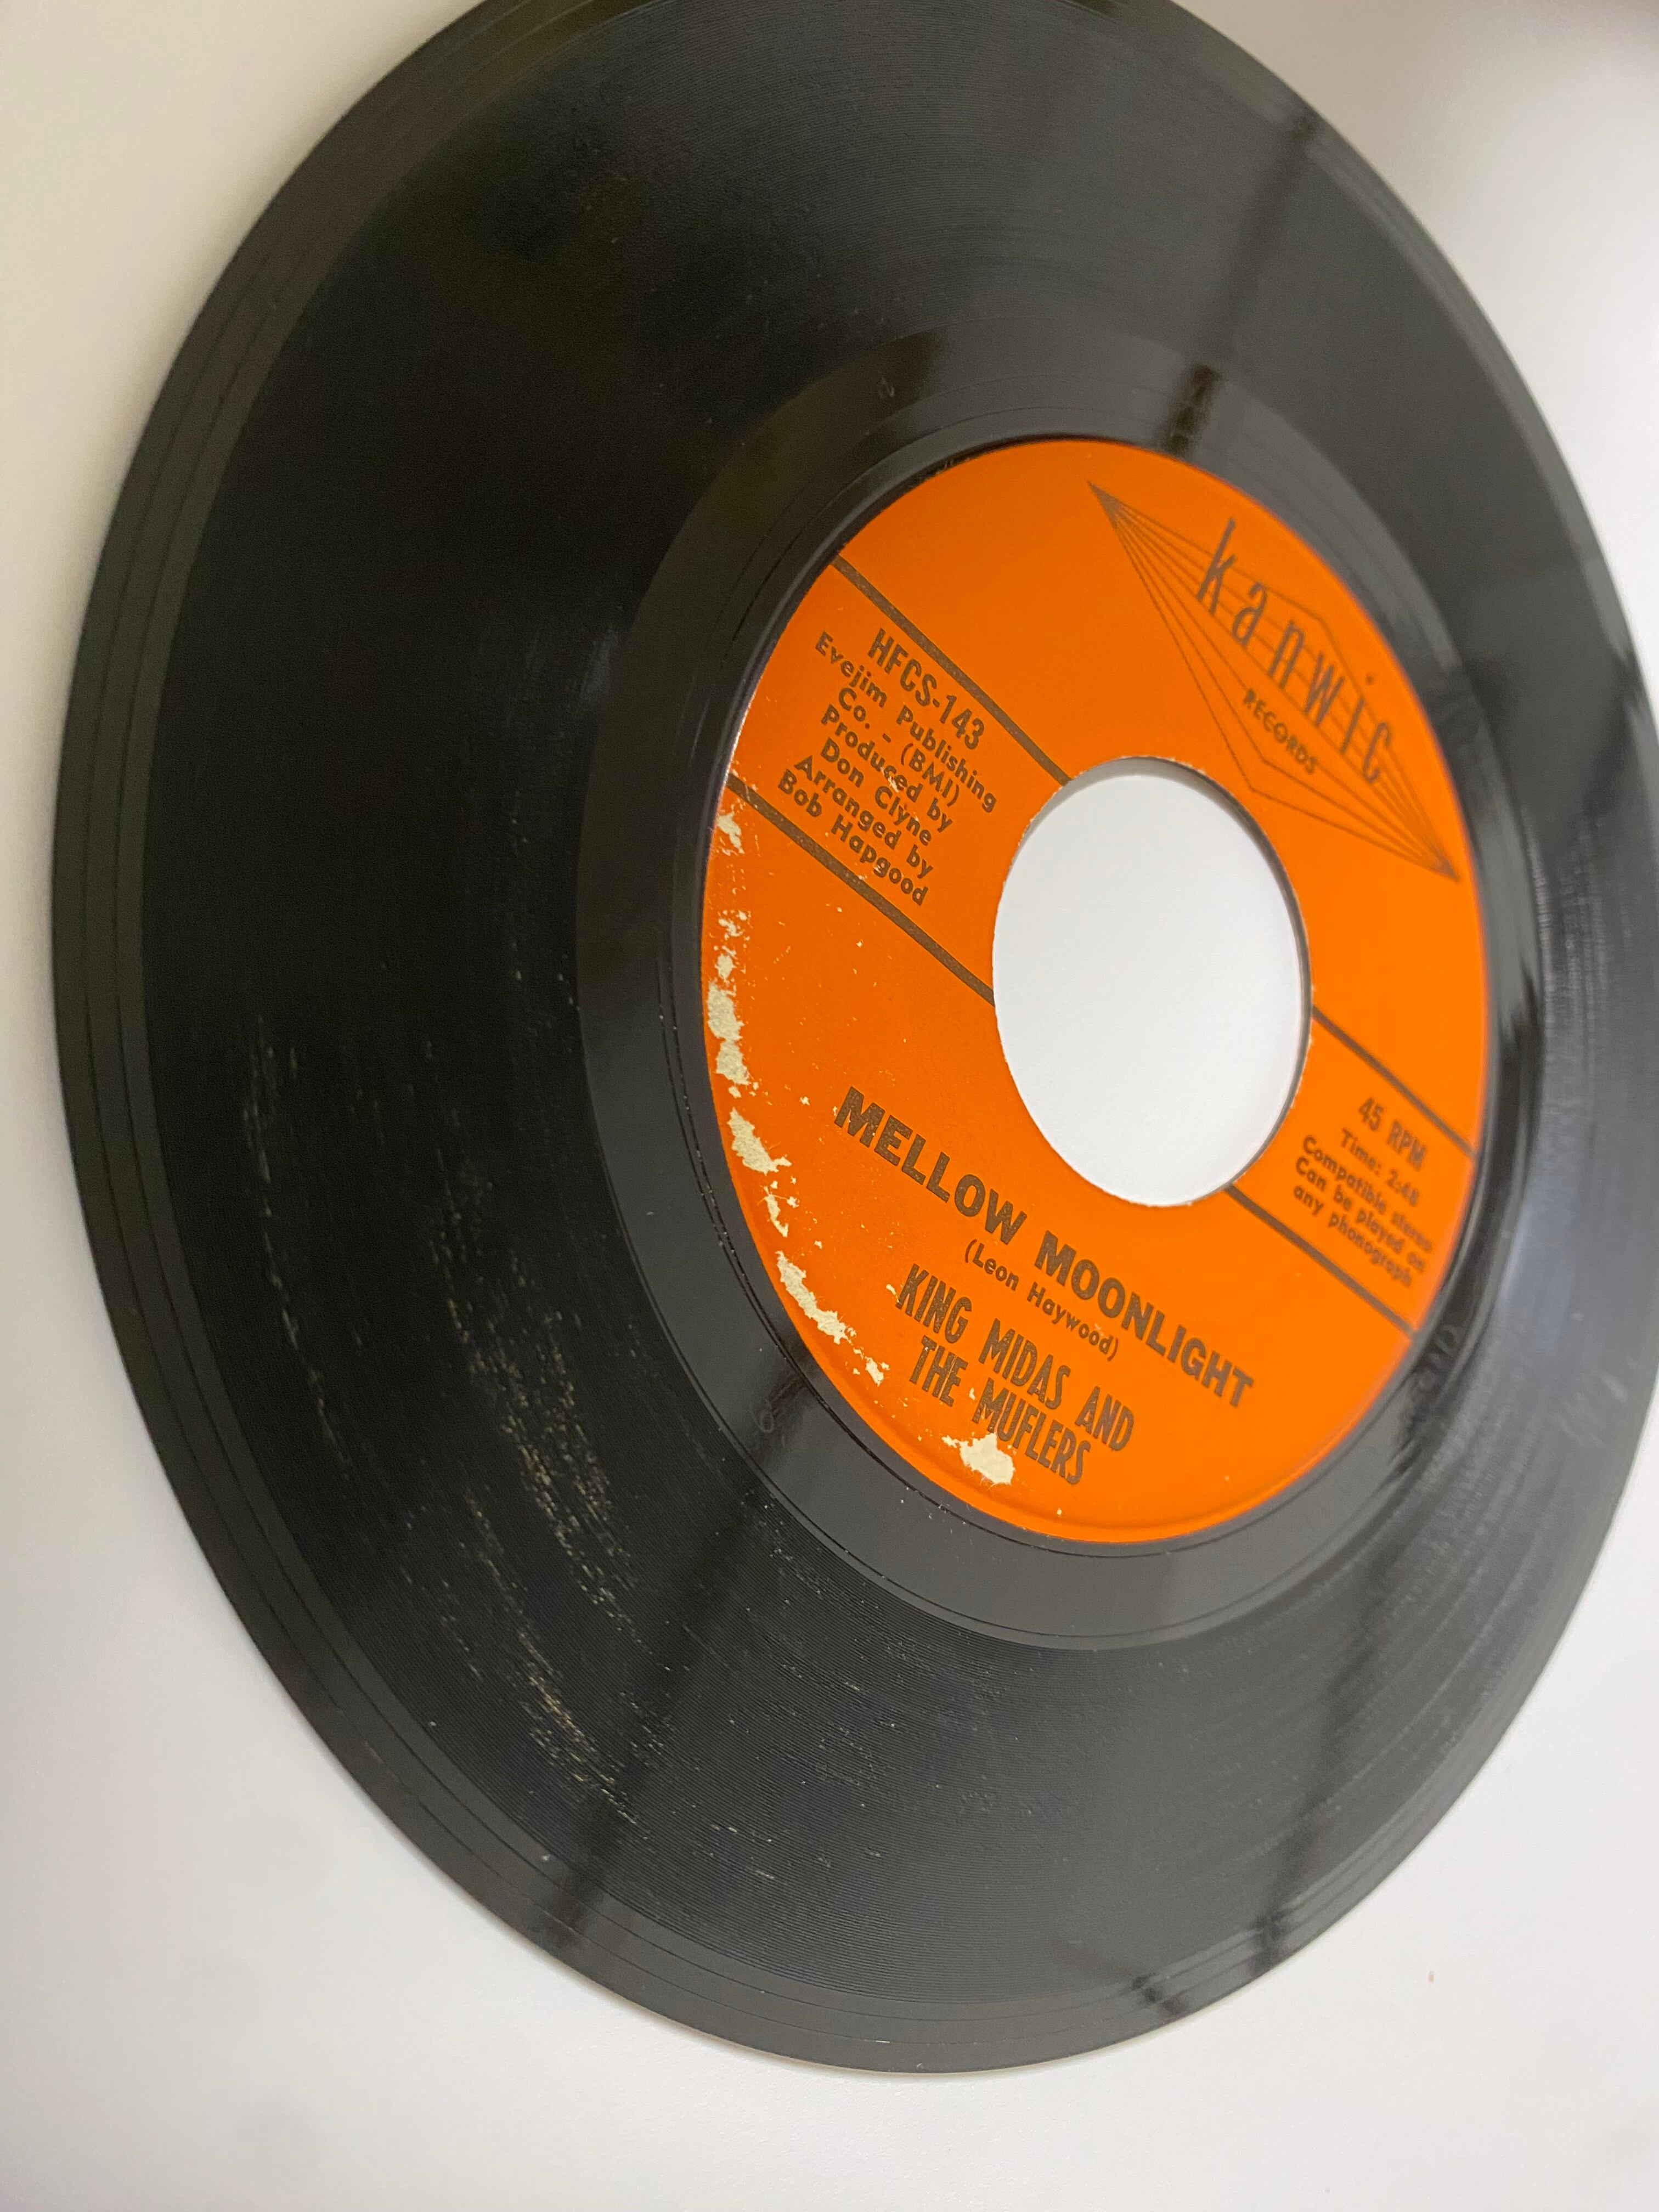 kanwic
RECORDS
HFCS-143
Evejim Publishing
Co. - (BMI)
Produced by
Don Clyne
Arranged by
Bob Hapgood
45 RPM
Time: 2:48
Compatible stereo
Can be played on
any phonograph
MELLOW MOONLIGHT
(Leon Haywood)
KING MIDAS AND
THE MUFLERS